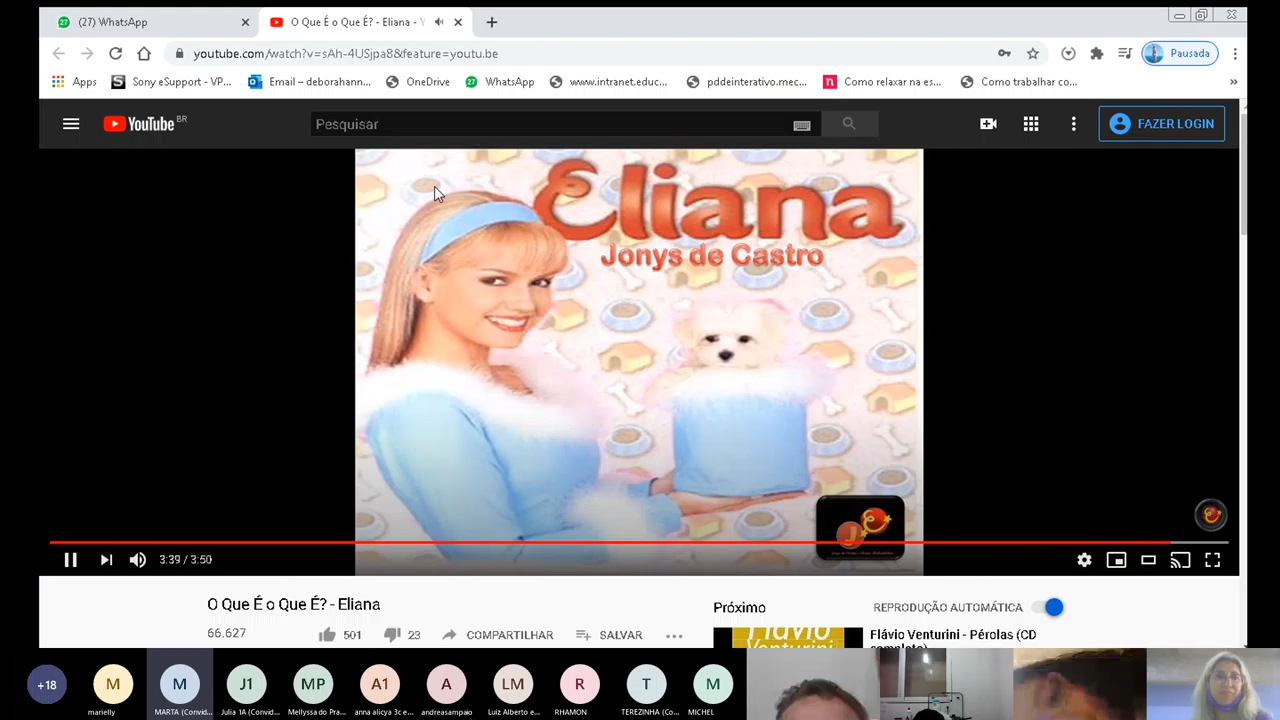 (27) WhatsApp
O Que É o Que É? - Eliana - Y
youtube.com/watch?v=sAh-4USjpa8&feature=youtu.be
Pausada
Apps
Sony eSupport - VP...
Email – deborahann...
OneDrive
WhatsApp
www.intranet.educ...
pddeinterativo.mec...
Como relaxar na es...
Como trabalhar co...
YouTube BR
Pesquisar
FAZER LOGIN
Eliana
Jonys de Castro
3:39 / 3:50
O Que É o Que É? - Eliana
66.627
501
23
COMPARTILHAR
SALVAR
Próximo
REPRODUÇÃO AUTOMÁTICA
Flávio
Venturini
Flávio Venturini - Pérolas (CD
completo)
+18
M
M
J1
MP
A1
A
LM
R
T
M
marielly
MARTA (Convid...
Julia 1A (Convid...
Mellyssa do Pra...
anna alicya 3c e...
andreasampaio
Luiz Alberto e...
RHAMON
TEREZINHA (Co...
MICHEL